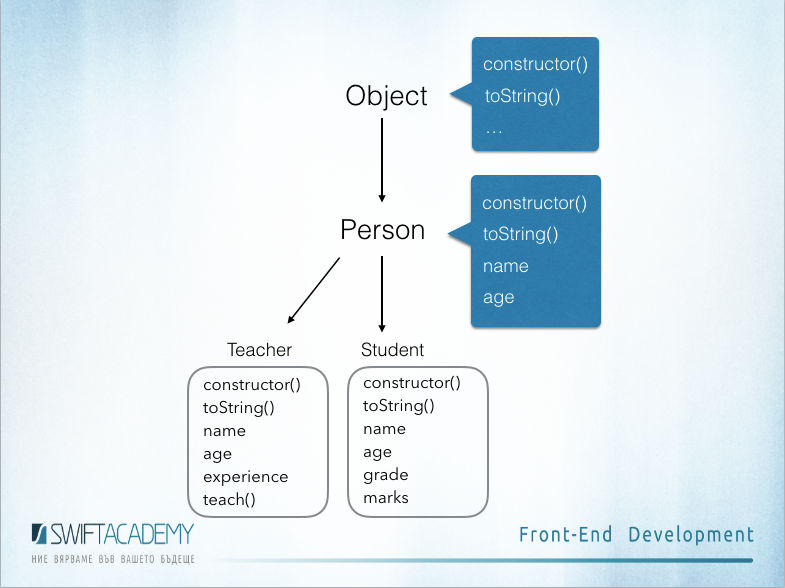 Object
constructor()
toString()
...
Person
constructor()
toString()
name
age
Teacher
constructor()
toString()
name
age
experience
teach()
Student
constructor()
toString()
name
age
grade
marks
SWIFTACADEMY
НИЕ ВЯРВАМЕ ВЪВ ВАШЕТО БЪДЕЩЕ
Front-End Development